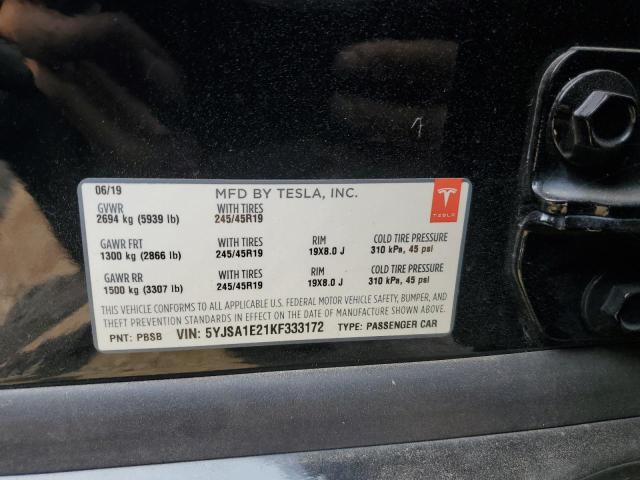 06/19 MFD BY TESLA, INC.
GVWR WITH TIRES
2694 kg (5939 lb) 245/45R19
TESLA
GAWR FRT WITH TIRES RIM COLD TIRE PRESSURE
1300 kg (2866 lb) 245/45R19 19X8.0 J 310 kPa, 45 psi
GAWR RR WITH TIRES RIM COLD TIRE PRESSURE
1500 kg (3307 lb) 245/45R19 19X8.0 J 310 kPa, 45 psi
THIS VEHICLE CONFORMS TO ALL APPLICABLE U.S. FEDERAL MOTOR VEHICLE SAFETY, BUMPER, AND
THEFT PREVENTION STANDARDS IN EFFECT ON THE DATE OF MANUFACTURE SHOWN ABOVE.
PNT: PBSB VIN: 5YJSA1E21KF333172 TYPE: PASSENGER CAR